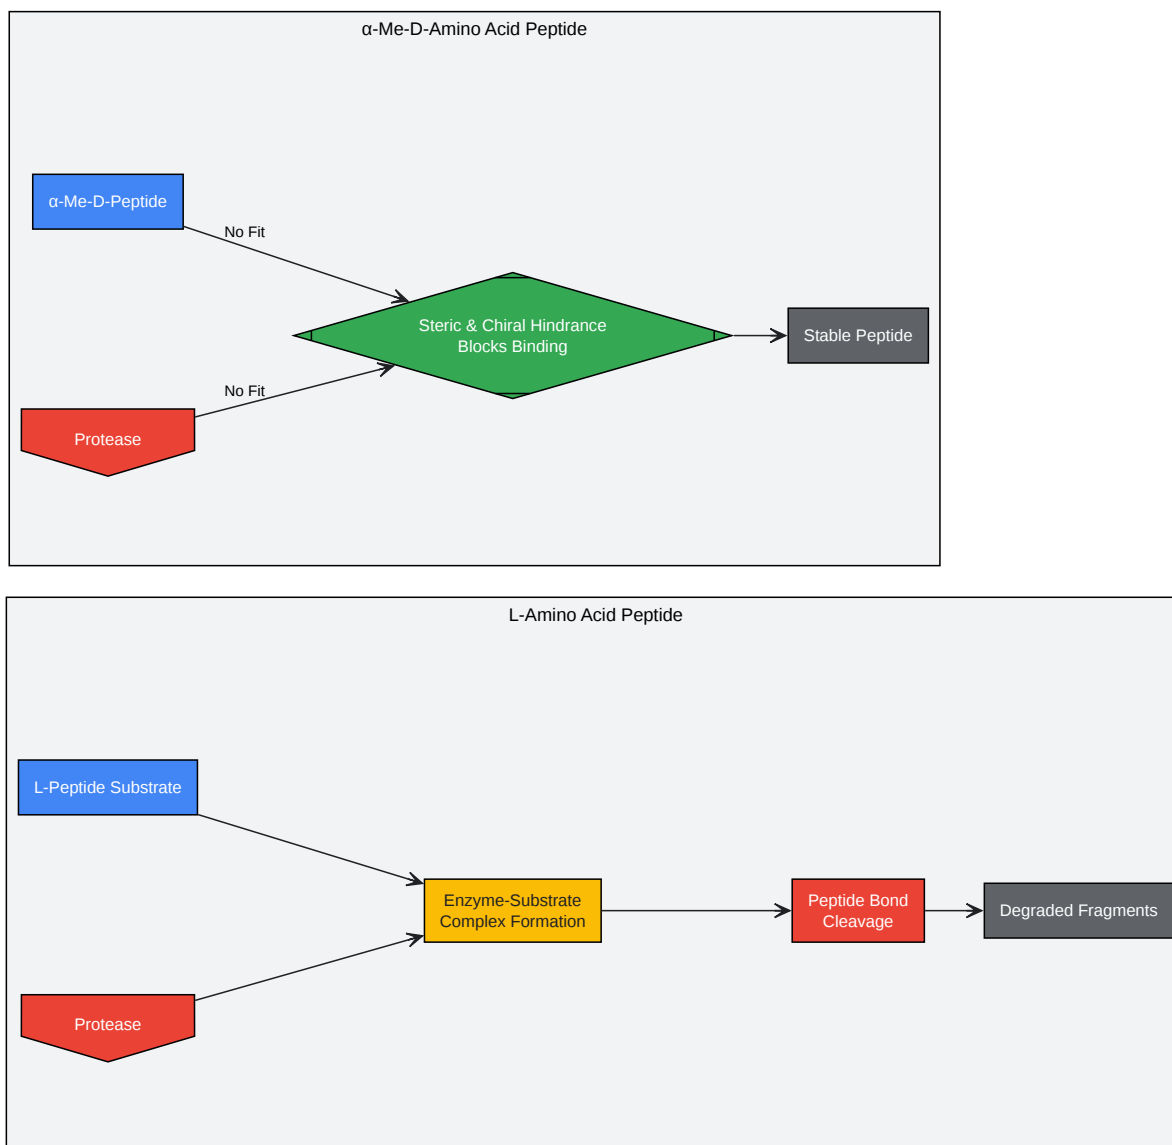 α-Me-D-Amino Acid Peptide
α-Me-D-Peptide
No Fit
Steric & Chiral Hindrance
Blocks Binding
Stable Peptide
No Fit
Protease
L-Amino Acid Peptide
L-Peptide Substrate
Enzyme-Substrate
Complex Formation
Peptide Bond
Cleavage
Degraded Fragments
Protease